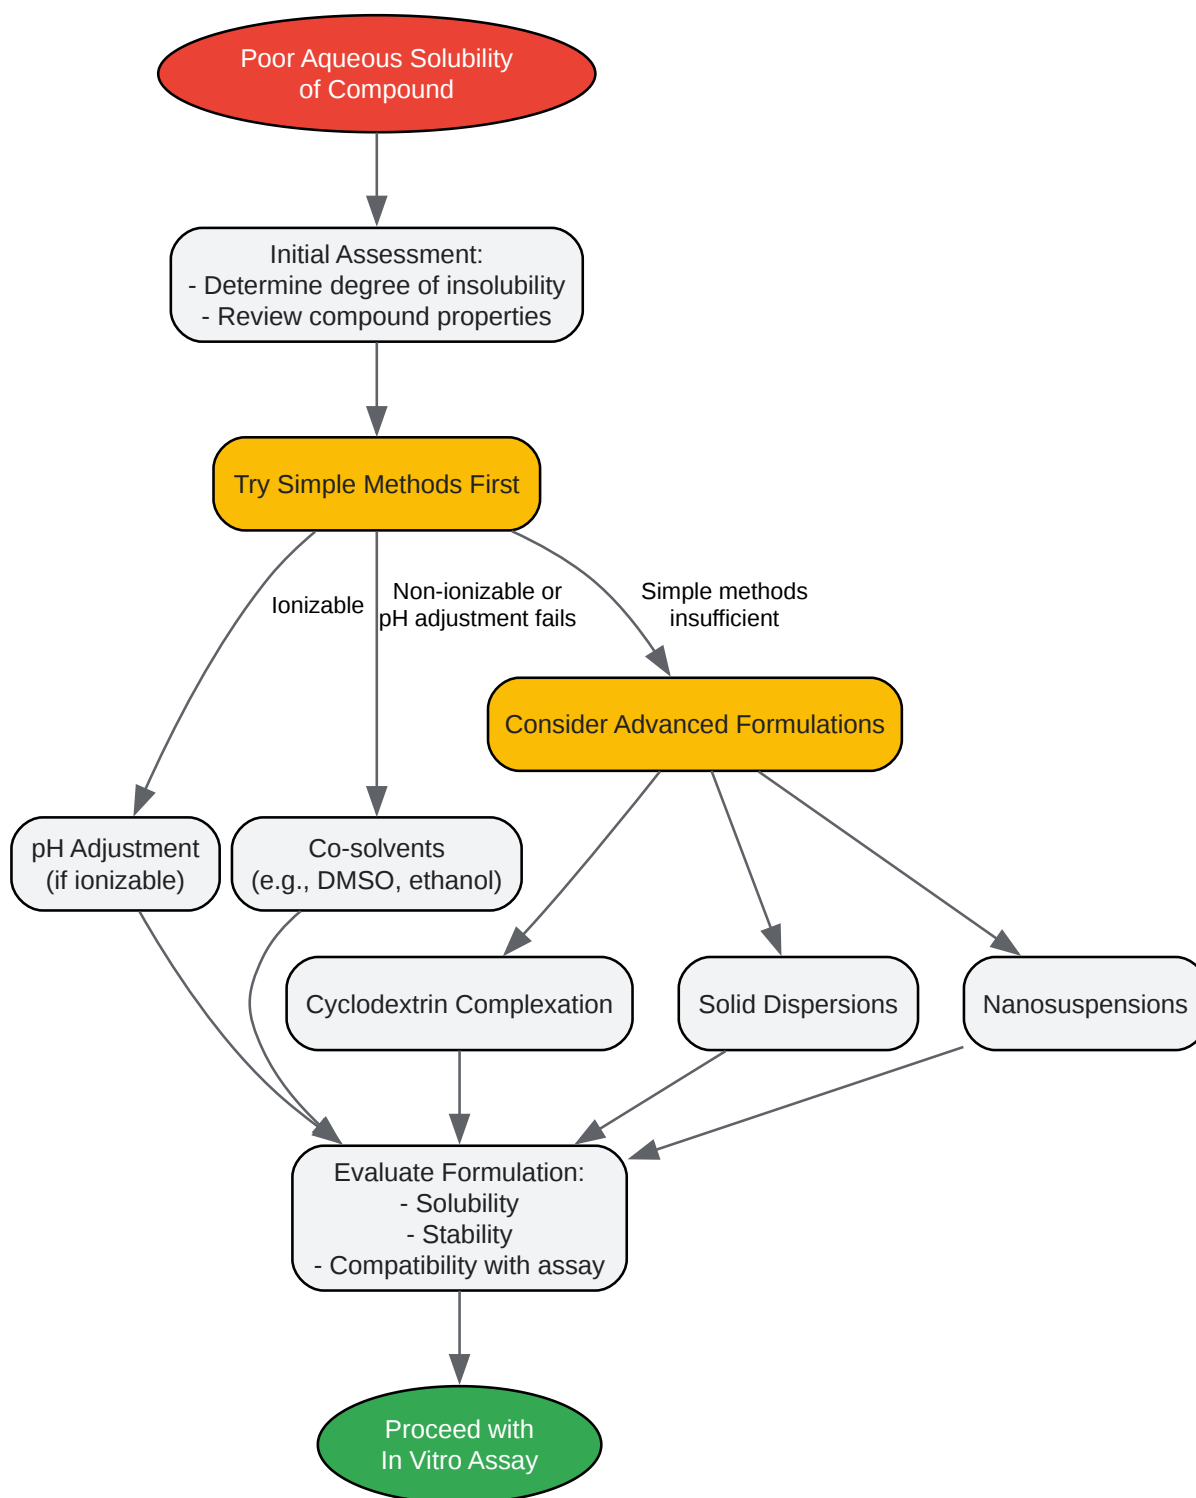 Poor Aqueous Solubility
of Compound
Initial Assessment:
- Determine degree of insolubility
- Review compound properties
Try Simple Methods First
Ionizable
Non-ionizable or
pH adjustment fails
Simple methods
insufficient
Consider Advanced Formulations
pH Adjustment
(if ionizable)
Co-solvents
(e.g., DMSO, ethanol)
Cyclodextrin Complexation
Solid Dispersions
Nanosuspensions
Evaluate Formulation:
- Solubility
- Stability
- Compatibility with assay
Proceed with
In Vitro Assay